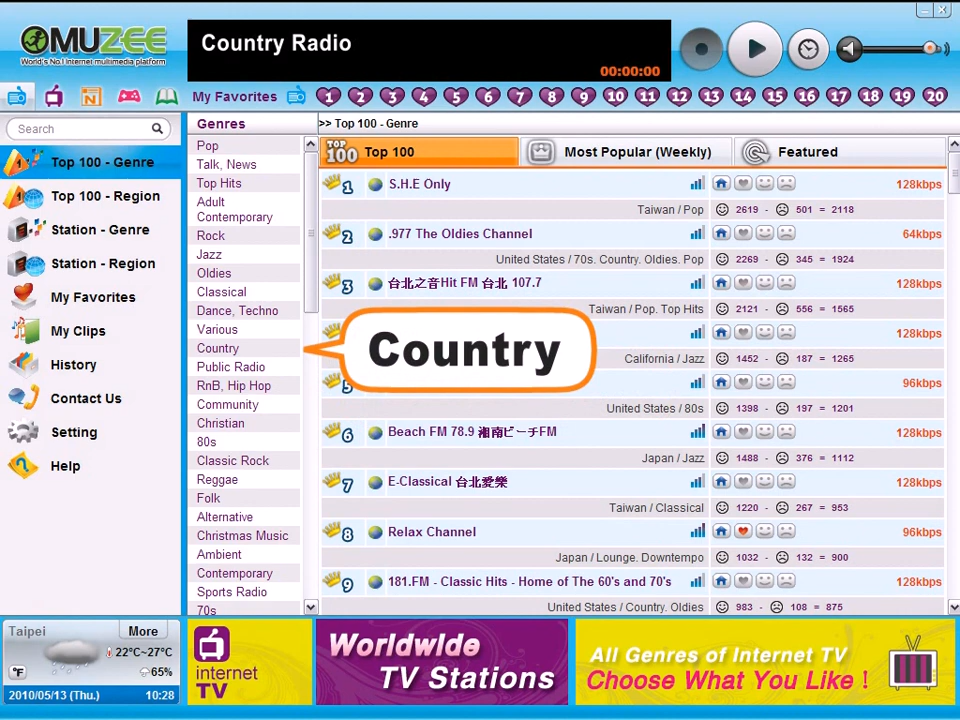 OMUZEE
World's No.1 Internet multimedia platform
Country Radio
00:00:00
My Favorites
1 2 3 4 5 6 7 8 9 10 11 12 13 14 15 16 17 18 19 20
Search
Top 100 - Genre
Top 100 - Region
Station - Genre
Station - Region
My Favorites
My Clips
History
Contact Us
Setting
Help
Genres
Pop
Talk, News
Top Hits
Adult
Contemporary
Rock
Jazz
Oldies
Classical
Dance, Techno
Various
Country
Public Radio
RnB, Hip Hop
Community
Christian
80s
Classic Rock
Reggae
Folk
Alternative
Christmas Music
Ambient
Contemporary
Sports Radio
70s
>> Top 100 - Genre
TOP 100 Top 100
Most Popular (Weekly)
Featured
1 S.H.E Only 128kbps
Taiwan / Pop 2619 - 501 = 2118
2 .977 The Oldies Channel 64kbps
United States / 70s. Country. Oldies. Pop 2269 - 345 = 1924
3 台北之音Hit FM 台北 107.7 128kbps
Taiwan / Pop. Top Hits 2121 - 556 = 1565
128kbps
California / Jazz 1452 - 187 = 1265
5 96kbps
United States / 80s 1398 - 197 = 1201
Country
6 Beach FM 78.9 湘南ビーチFM 128kbps
Japan / Jazz 1488 - 376 = 1112
7 E-Classical 台北愛樂 128kbps
Taiwan / Classical 1220 - 267 = 953
8 Relax Channel 96kbps
Japan / Lounge. Downtempo 1032 - 132 = 900
9 181.FM - Classic Hits - Home of The 60's and 70's 128kbps
United States / Country. Oldies 983 - 108 = 875
Taipei More
22°C~27°C
°F 65%
2010/05/13 (Thu.) 10:28
internet
TV
Worldwide
TV Stations
All Genres of Internet TV
Choose What You Like !